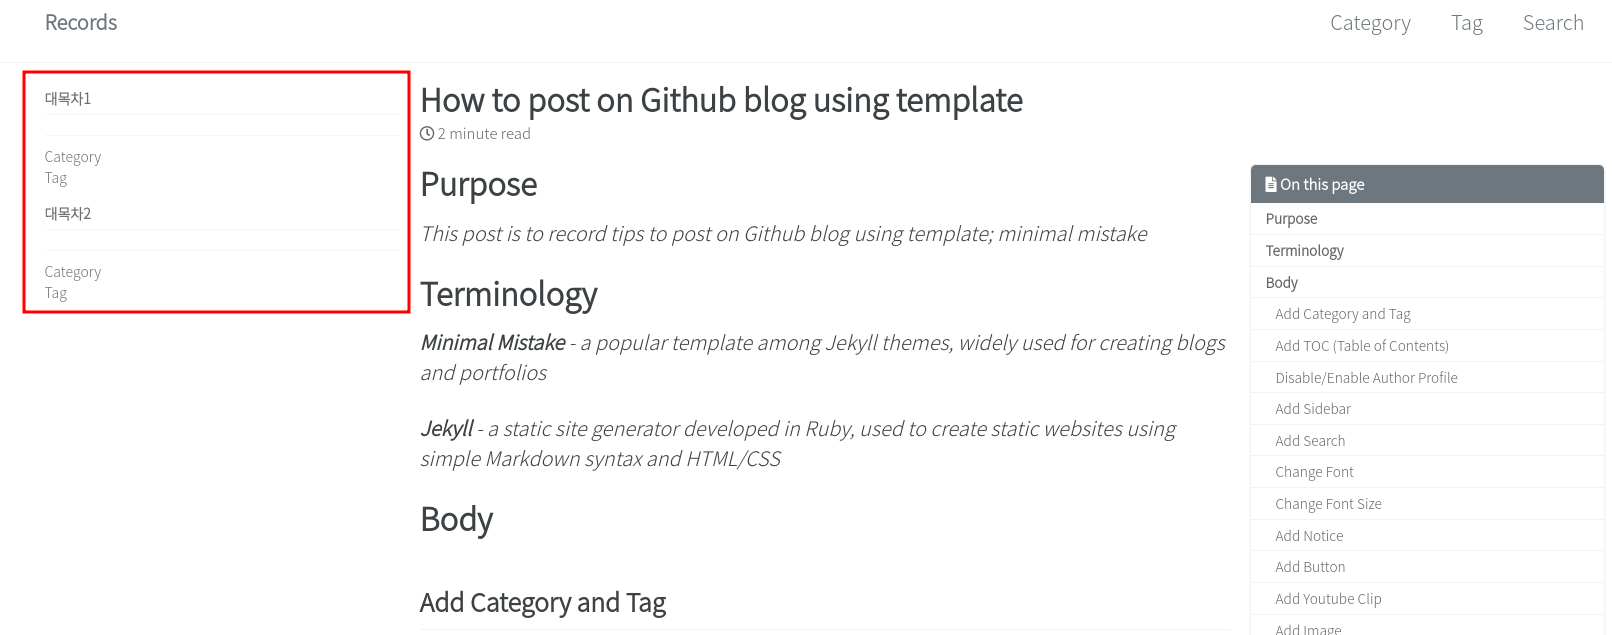 Records
Category
Tag
Search
대목차1
Category
Tag
대목차2
Category
Tag
How to post on Github blog using template
2 minute read
Purpose
This post is to record tips to post on Github blog using template; minimal mistake
Terminology
Minimal Mistake - a popular template among Jekyll themes, widely used for creating blogs
and portfolios
Jekyll - a static site generator developed in Ruby, used to create static websites using
simple Markdown syntax and HTML/CSS
Body
Add Category and Tag
On this page
Purpose
Terminology
Body
Add Category and Tag
Add TOC (Table of Contents)
Disable/Enable Author Profile
Add Sidebar
Add Search
Change Font
Change Font Size
Add Notice
Add Button
Add Youtube Clip
Add Image